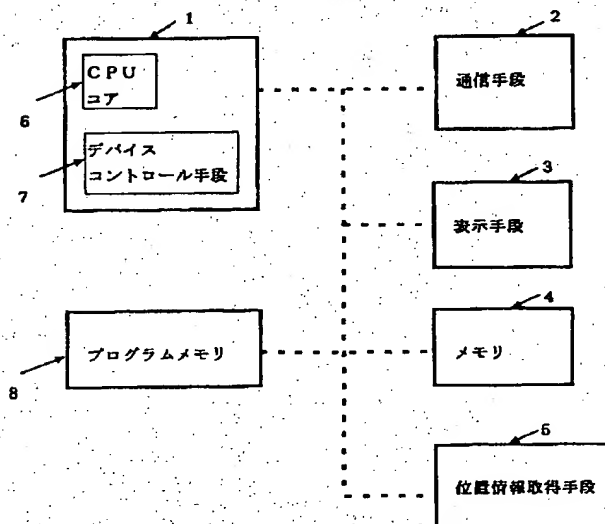 1
2
CPU
コア
通信手段
6
デバイス
コントロール手段
7
3
表示手段
4
プログラムメモリ
メモリ
8
5
位置情報取得手段